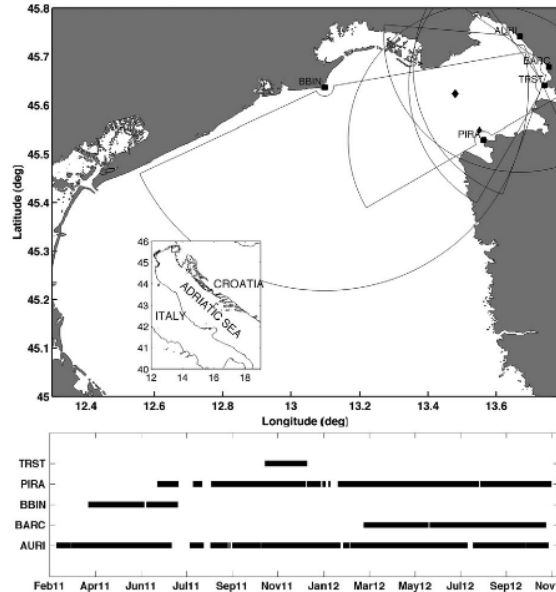 45.8
45.7
45.6
45.5
45.4
45.3
45.2
45.1
45
Latitude (deg)
AURI
BARC
TRST
BBIN
PIRA
46
45
44
43
42
41
40
12 14 16 18
CROATIA
ADRIATIC SEA
ITALY
12.4 12.6 12.8 13 13.2 13.4 13.6
Longitude (deg)
TRST
PIRA
BBIN
BARC
AURI
Feb11 Apr11 Jun11 Jul11 Sep11 Nov11 Jan12 Mar12 May12 Jul12 Sep12 Nov